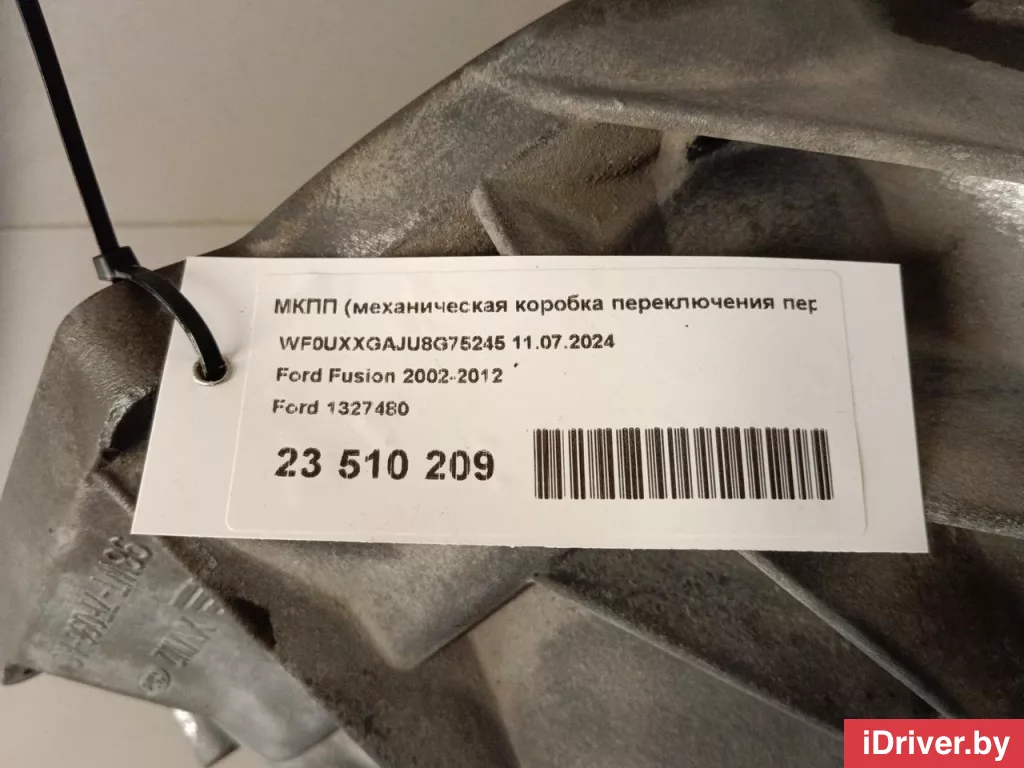 МКПП (механическая коробка переключения пер
WF0UXXGAJU8G75245 11.07.2024
Ford Fusion 2002-2012
Ford 1327480
23 510 209
iDriver.by